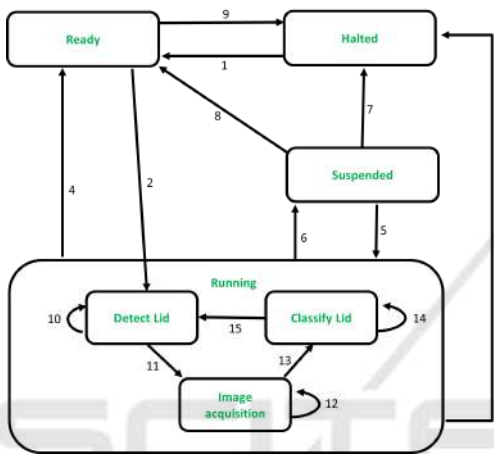 9
Ready
Halted
1
8
7
4
2
Suspended
6
5
Running
10
Detect Lid
15
Classify Lid
14
11
13
Image
acquisition
12